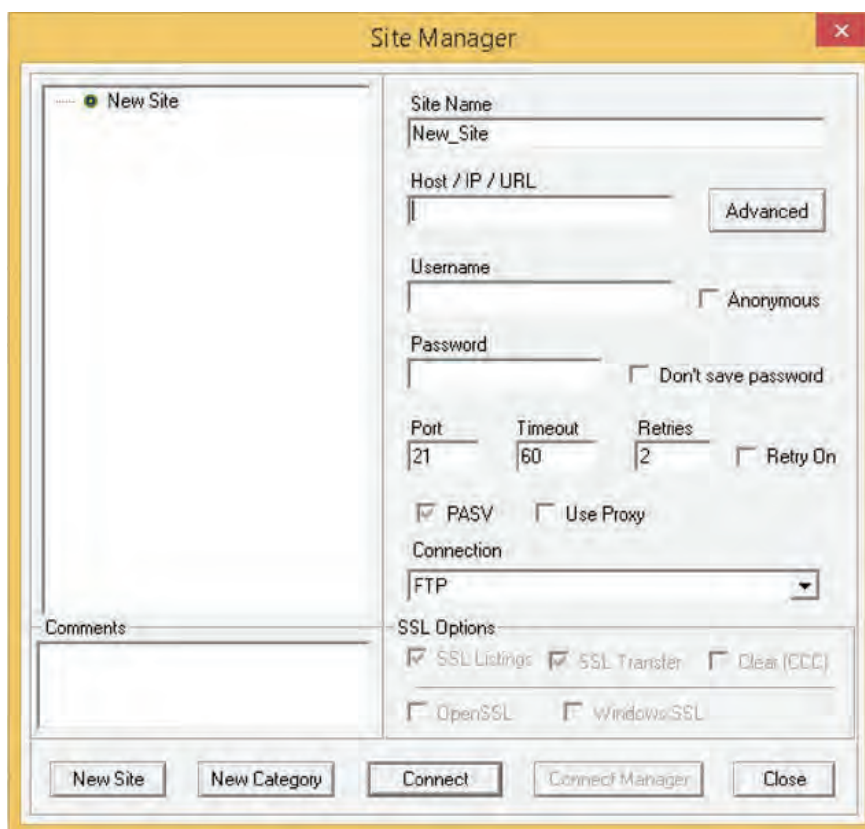 Site Manager
New Site
Site Name
New_Site
Host / IP / URL
Advanced
Username
Anonymous
Password
Don't save password
Port Timeout Retries
21 60 2 Retry On
PASV Use Proxy
Connection
FTP
Comments
SSL Options
SSL Listings SSL Transfer Clear (CCC)
OpenSSL Windows SSL
New Site New Category Connect Connect Manager Close